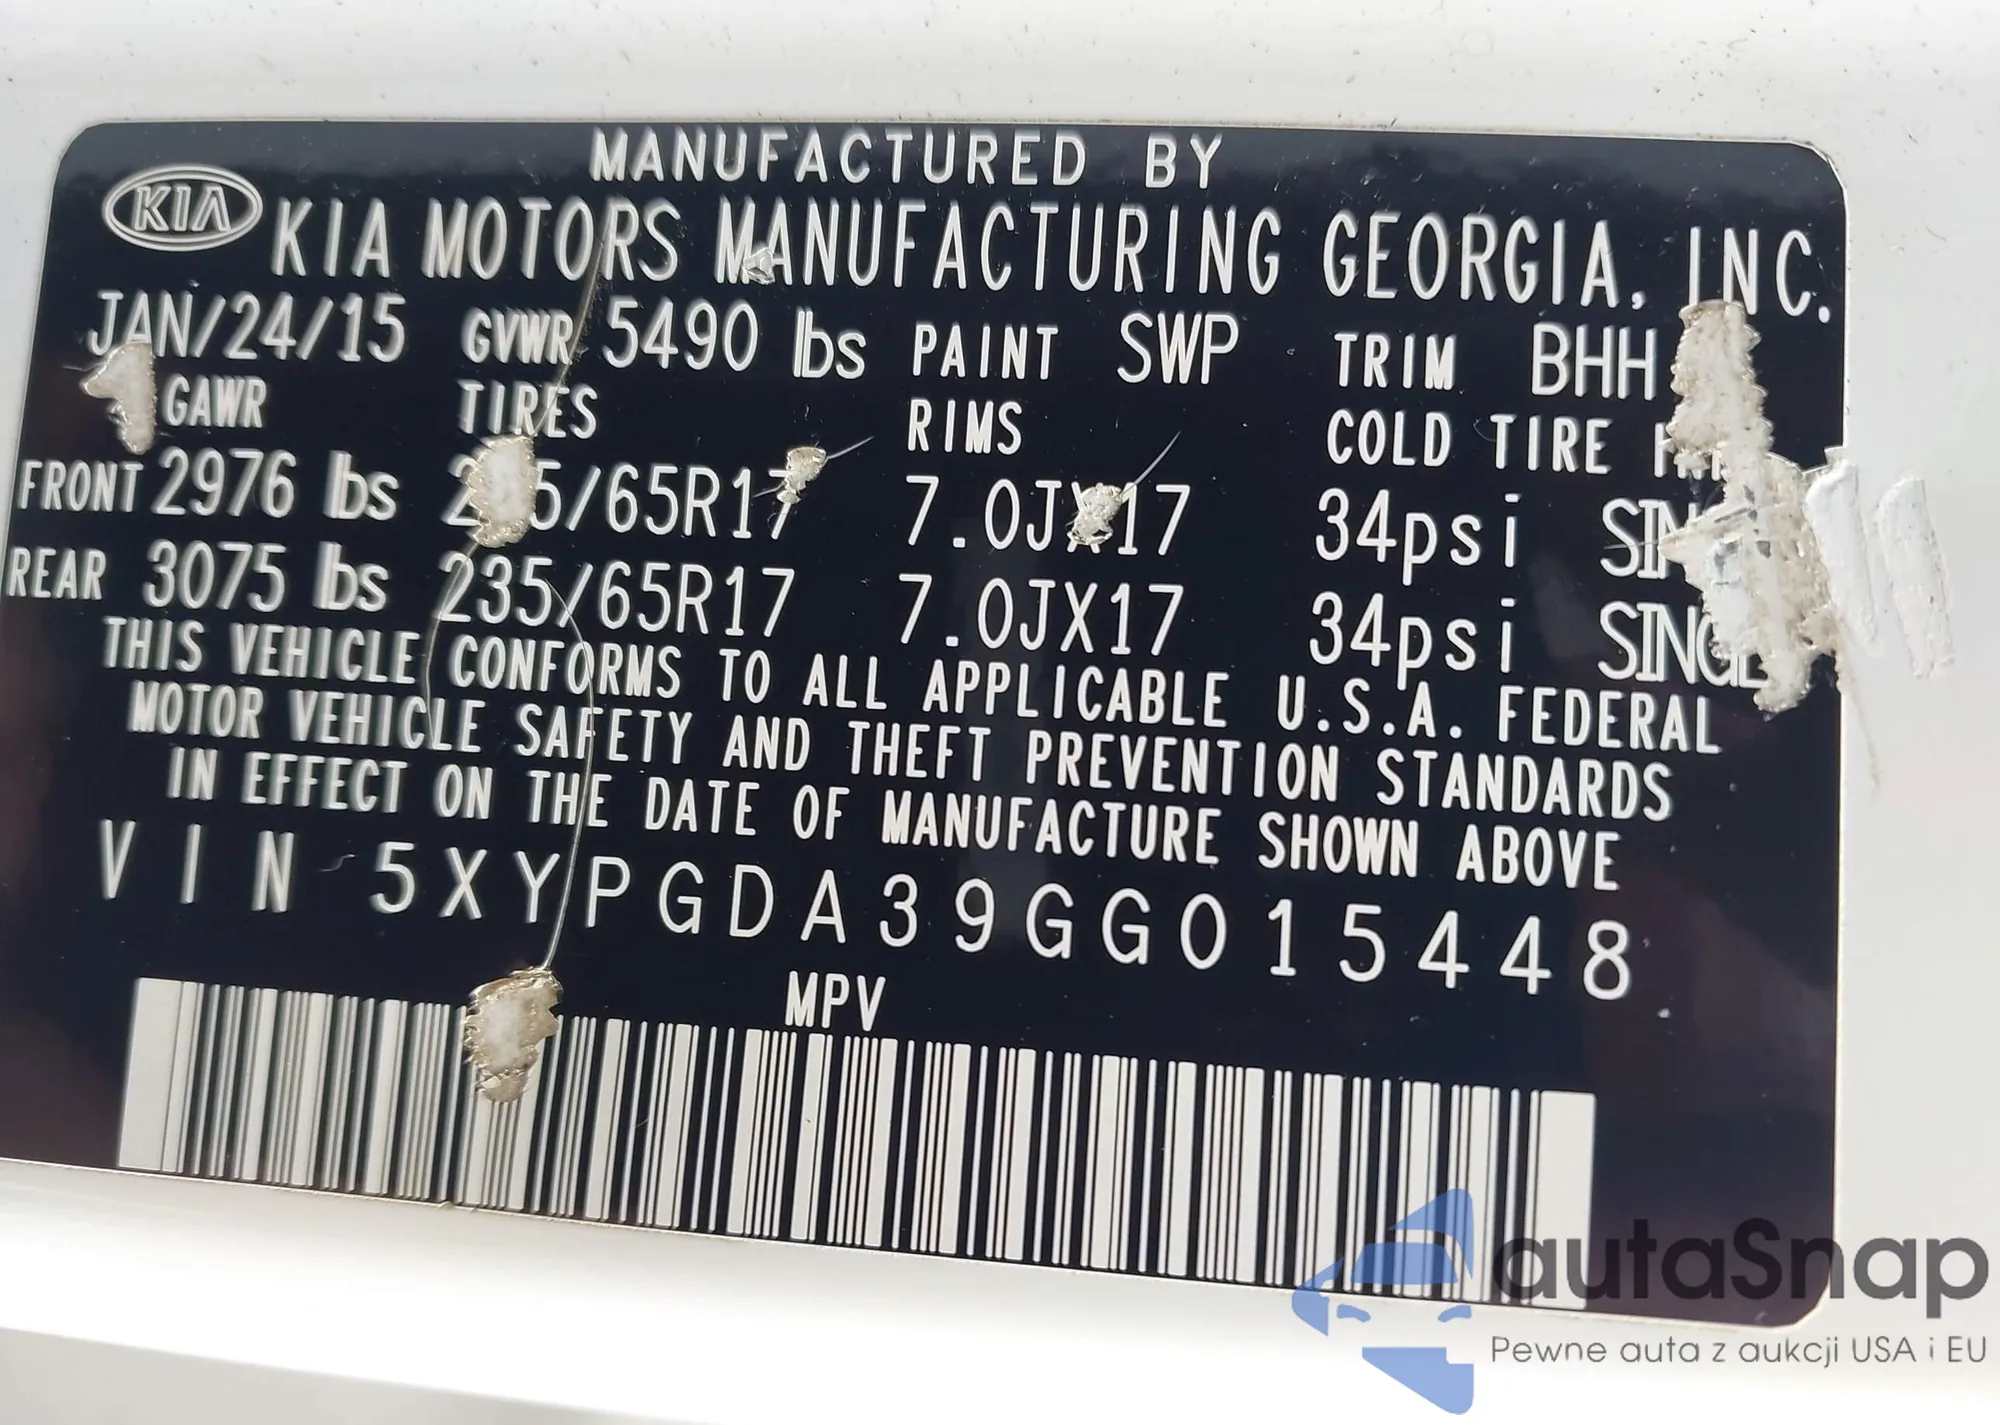 MANUFACTURED BY
KIA KIA MOTORS MANUFACTURING GEORGIA, INC.
JAN/24/15 GVWR 5490 lbs PAINT SWP TRIM BHH
GAWR TIRES RIMS COLD TIRE
FRONT 2976 lbs /65R17 7.0JX17 34psi
REAR 3075 lbs 235/65R17 7.0JX17 34psi SINGLE
THIS VEHICLE CONFORMS TO ALL APPLICABLE U.S.A. FEDERAL
MOTOR VEHICLE SAFETY AND THEFT PREVENTION STANDARDS
IN EFFECT ON THE DATE OF MANUFACTURE SHOWN ABOVE
VIN 5XYPGDA39GG015448
MPV
autaSnap
Pewne auta z aukcji USA i EU